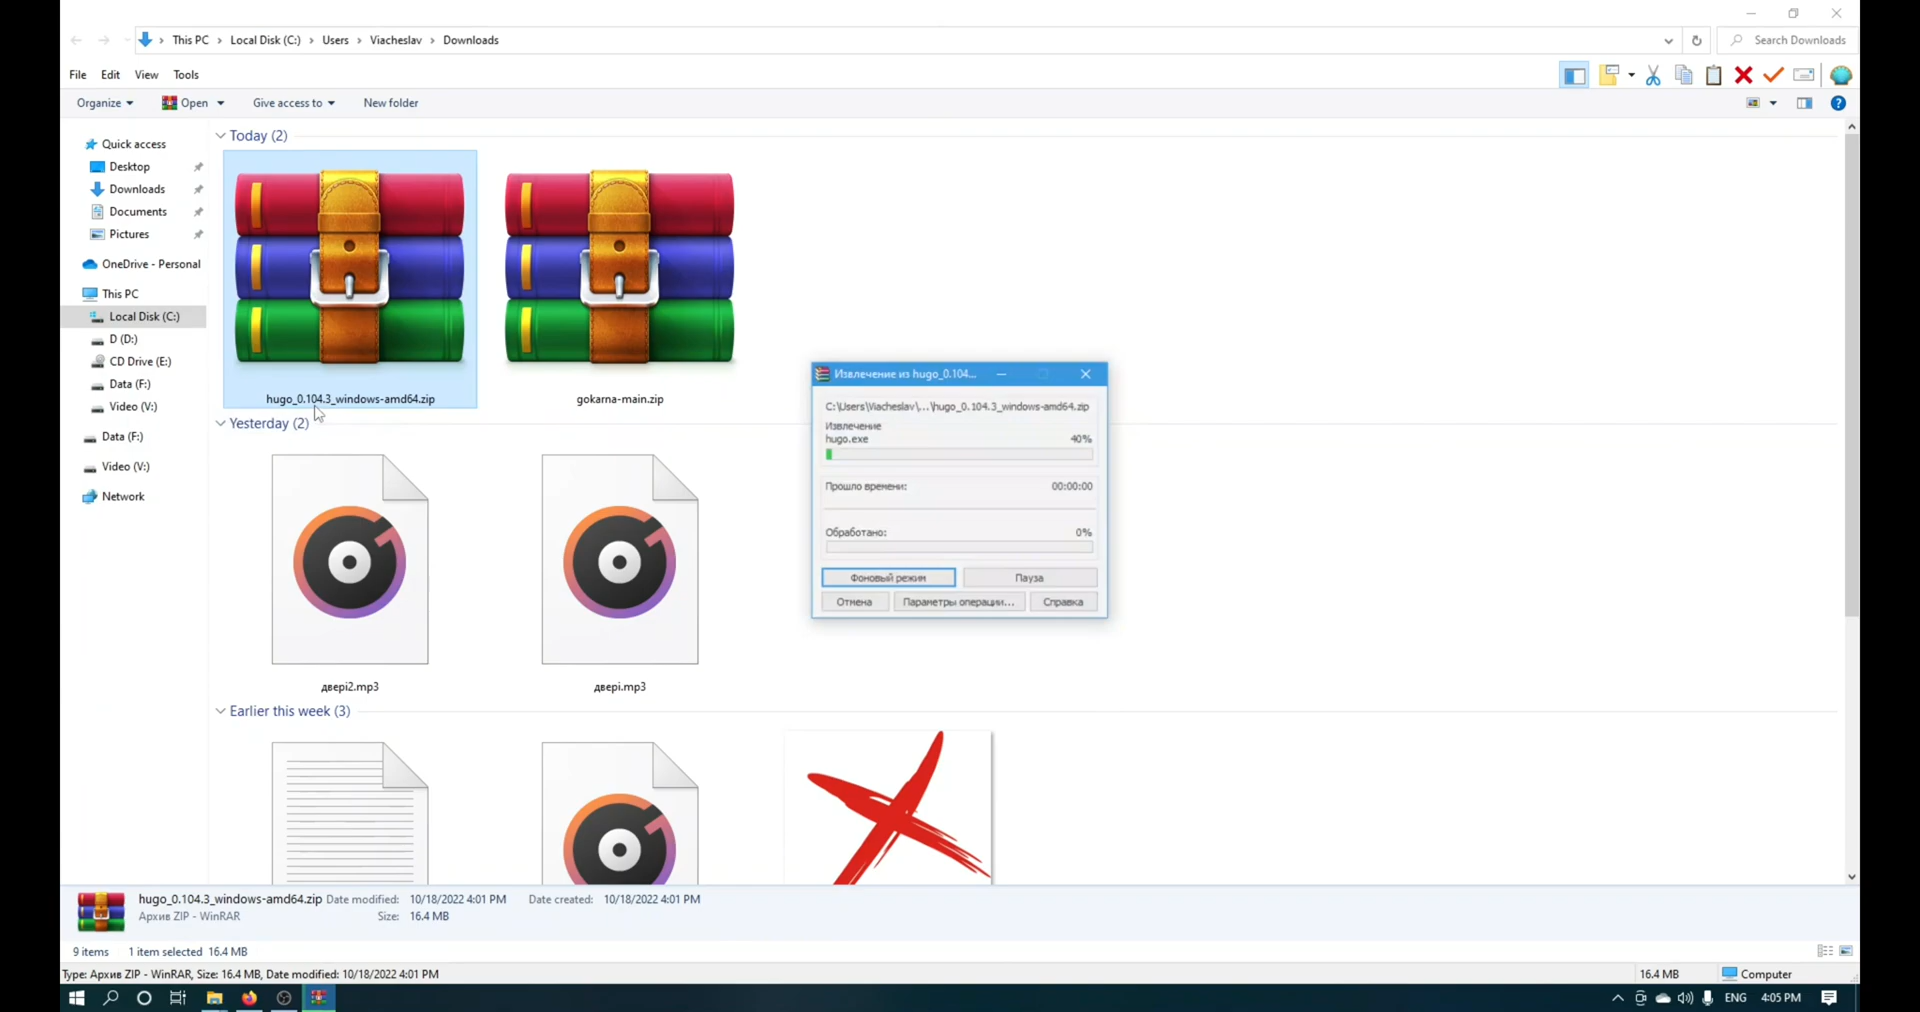 This PC
Local Disk (C:)
Users
Viacheslav
Downloads
Search Downloads
File
Edit
View
Tools
Organize
Open
Give access to
New folder
Quick access
Desktop
Downloads
Documents
Pictures
OneDrive - Personal
This PC
Local Disk (C:)
D (D:)
CD Drive (E:)
Data (F:)
Video (V:)
Data (F:)
Video (V:)
Network
Today (2)
hugo_0.104.3_windows-amd64.zip
gokarna-main.zip
Yesterday (2)
двері2.mp3
двері.mp3
Earlier this week (3)
Извлечение из hugo_0.104...
C:\Users\Viacheslav\...\hugo_0.104.3_windows-amd64.zip
Извлечение
hugo.exe 40%
Прошло времени: 00:00:00
Обработано: 0%
Фоновый режим
Пауза
Отмена
Параметры операции...
Справка
hugo_0.104.3_windows-amd64.zip Date modified: 10/18/2022 4:01 PM Date created: 10/18/2022 4:01 PM
Архив ZIP - WinRAR Size: 16.4 MB
9 items 1 item selected 16.4 MB
Type: Архив ZIP - WinRAR, Size: 16.4 MB, Date modified: 10/18/2022 4:01 PM
16.4 MB
Computer
ENG
4:05 PM